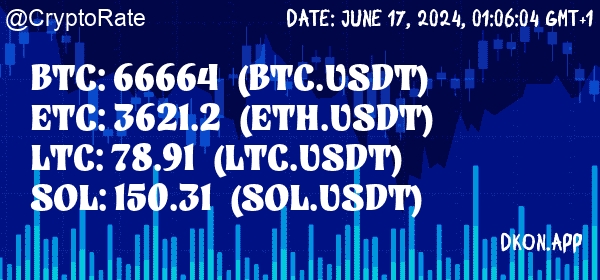 @CryptoRate
DATE: JUNE 17, 2024, 01:06:04 GMT+1
BTC: 66664 (BTC.USDT)
ETC: 3621.2 (ETH.USDT)
LTC: 78.91 (LTC.USDT)
SOL: 150.31 (SOL.USDT)
DKON.APP